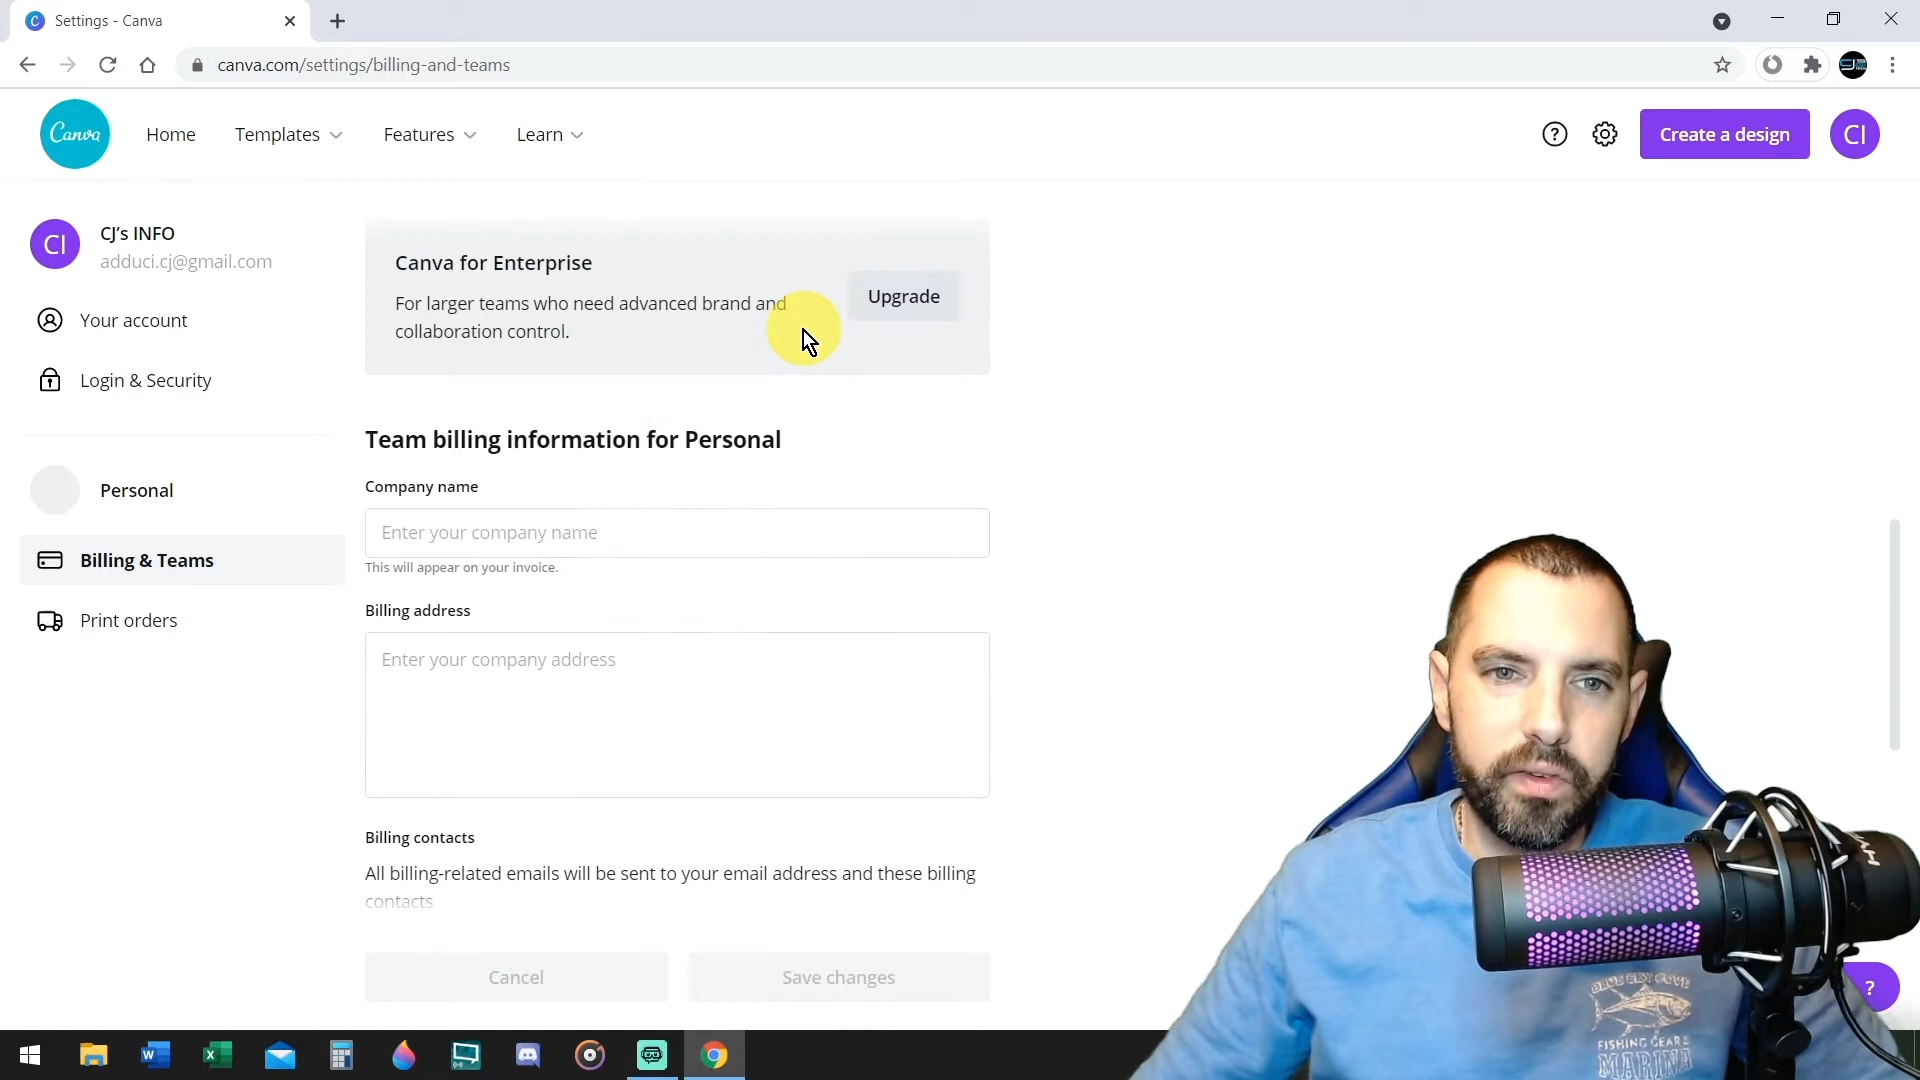 Settings - Canva
canva.com/settings/billing-and-teams
Canva
Home
Templates
Features
Learn
Create a design
CI
CI
CJ's INFO
adduci.cj@gmail.com
Your account
Login & Security
Personal
Billing & Teams
Print orders
Canva for Enterprise
For larger teams who need advanced brand and
collaboration control.
Upgrade
Team billing information for Personal
Company name
Enter your company name
This will appear on your invoice.
Billing address
Enter your company address
Billing contacts
All billing-related emails will be sent to your email address and these billing
contacts
Cancel
Save changes
?
BLUE SKY COVE
FISHING GEARS
MARINA